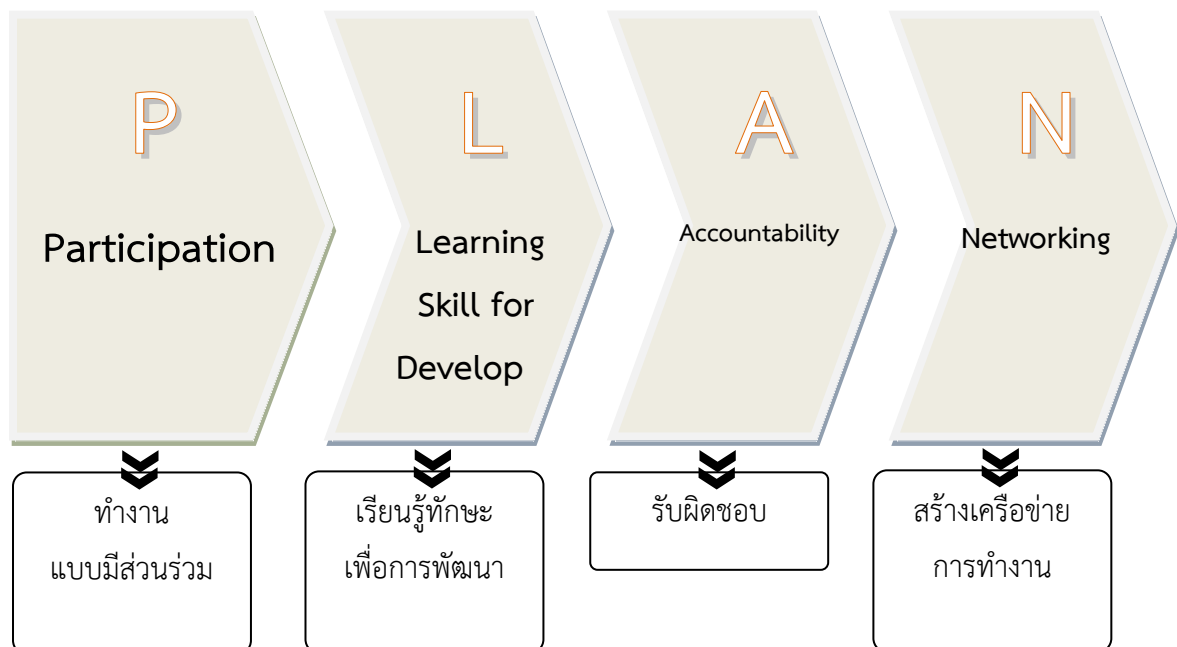 P
Participation
L
Learning
Skill for
Develop
A
Accountability
N
Networking
ทำงาน
แบบมีส่วนร่วม
เรียนรู้ทักษะ
เพื่อการพัฒนา
รับผิดชอบ
สร้างเครือข่าย
การทำงาน